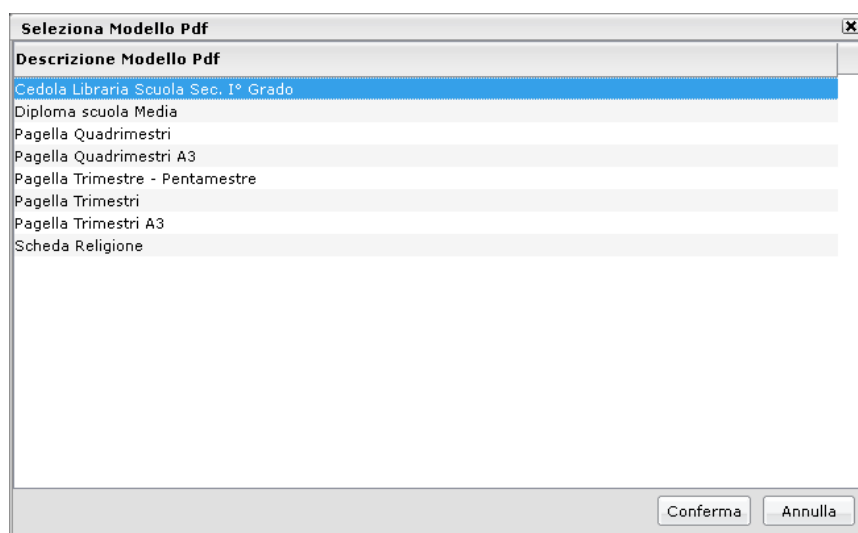 Seleziona Modello Pdf
Descrizione Modello Pdf
Cedola Libraria Scuola Sec. I° Grado
Diploma scuola Media
Pagella Quadrimestri
Pagella Quadrimestri A3
Pagella Trimestre - Pentamestre
Pagella Trimestri
Pagella Trimestri A3
Scheda Religione
Conferma Annulla